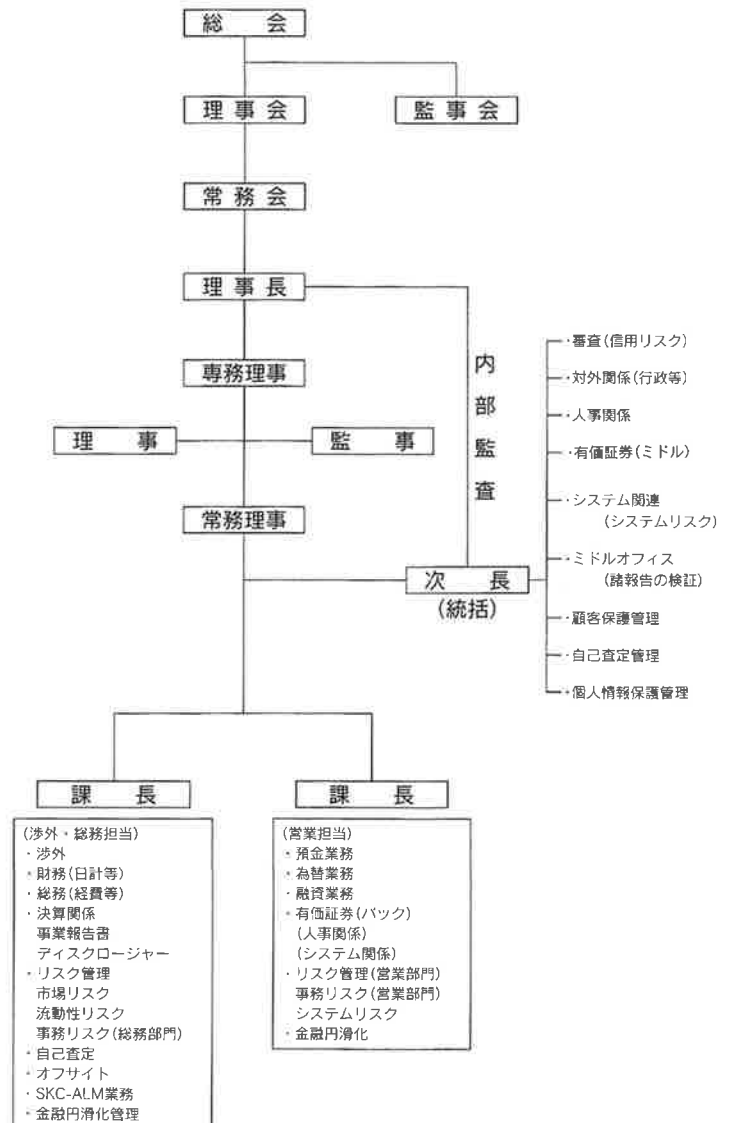 総　会
理事会
監事会
常務会
理事長
専務理事
理　事
監　事
常務理事
内部監査
次　長
(統括)
・審査(信用リスク)
・対外関係(行政等)
・人事関係
・有価証券(ミドル)
・システム関連
(システムリスク)
・ミドルオフィス
(諸報告の検証)
・顧客保護管理
・自己査定管理
・個人情報保護管理
課　長
(渉外・総務担当)
・渉外
・財務(日計等)
・総務(経費等)
・決算関係
事業報告書
ディスクロージャー
・リスク管理
市場リスク
流動性リスク
事務リスク(総務部門)
・自己査定
・オフサイト
・SKC-ALM業務
・金融円滑化管理
課　長
(営業担当)
・預金業務
・為替業務
・融資業務
・有価証券(バック)
(人事関係)
(システム関係)
・リスク管理(営業部門)
事務リスク(営業部門)
システムリスク
・金融円滑化